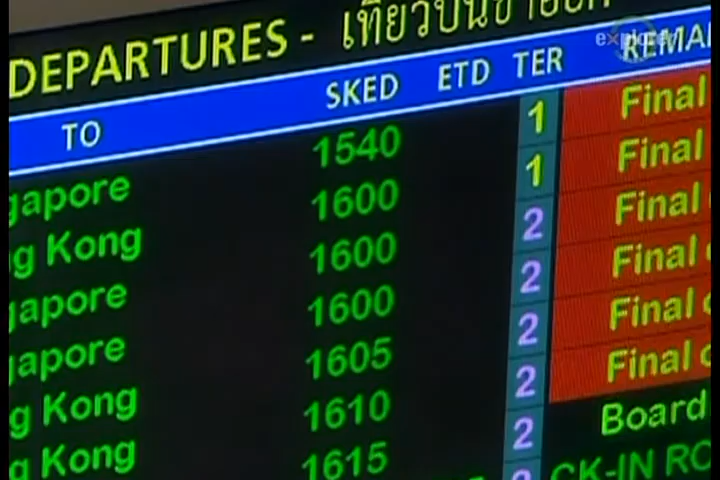 DEPARTURES - เที่ยวบินขาออก
explorer
TO SKED ETD TER REMA
gapore 1540 1 Final
g Kong 1600 1 Final
gapore 1600 2 Final
gapore 1600 2 Final
g Kong 1605 2 Final
g Kong 1610 2 Final
1615 2 Board
2 CK-IN RO